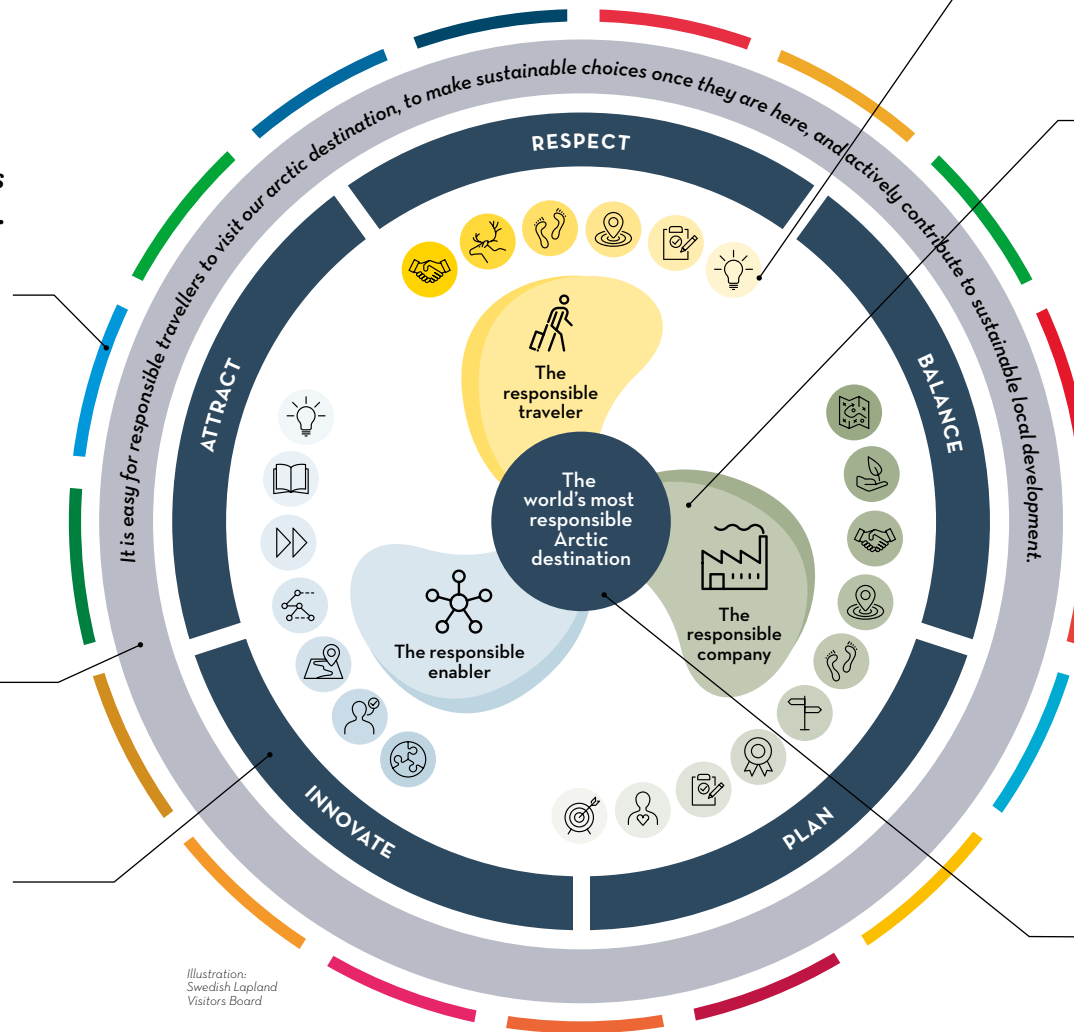 s
.
It is easy for responsible travellers to visit our arctic destination, to make sustainable choices once they are here, and actively contribute to sustainable local development.
RESPECT
ATTRACT
BALANCE
The
responsible
traveler
The
world's most
responsible
Arctic
destination
The responsible
enabler
The
responsible
company
INNOVATE
PLAN
Illustration:
Swedish Lapland
Visitors Board